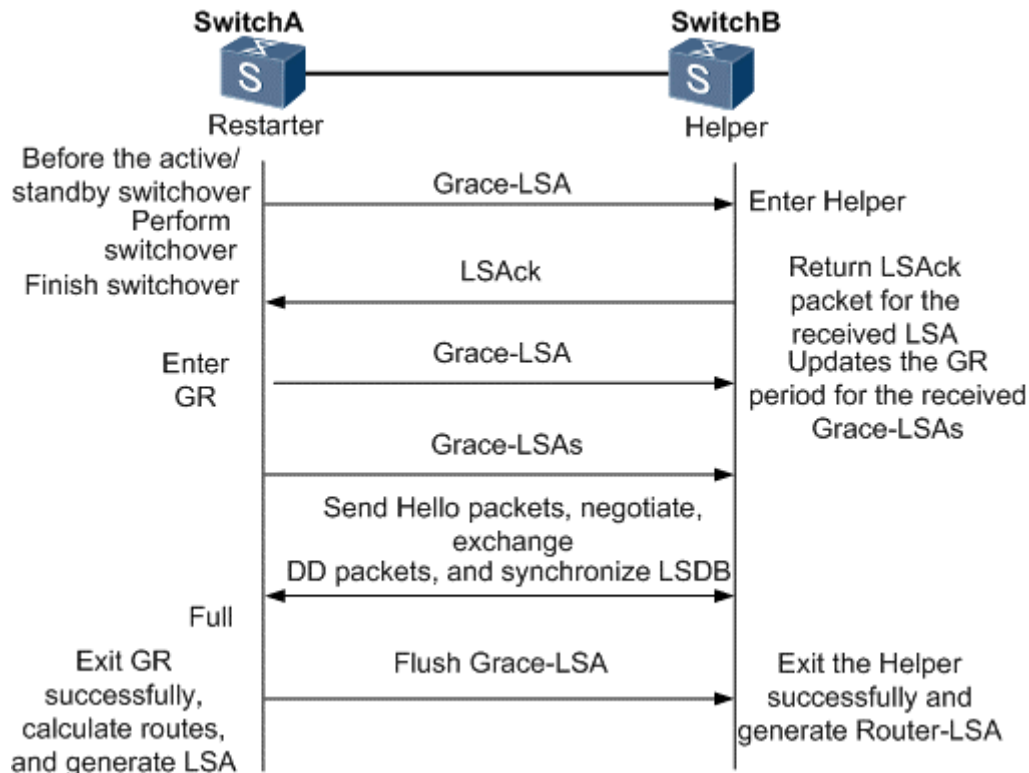 SwitchA
SwitchB
S
S
Restarter
Helper
Before the active/
standby switchover
Grace-LSA
Enter Helper
Perform
switchover
Finish switchover
LSAck
Return LSAck
packet for the
received LSA
Enter
GR
Grace-LSA
Updates the GR
period for the received
Grace-LSAs
Grace-LSAs
Send Hello packets, negotiate,
exchange
DD packets, and synchronize LSDB
Full
Exit GR
successfully,
calculate routes,
and generate LSA
Flush Grace-LSA
Exit the Helper
successfully and
generate Router-LSA